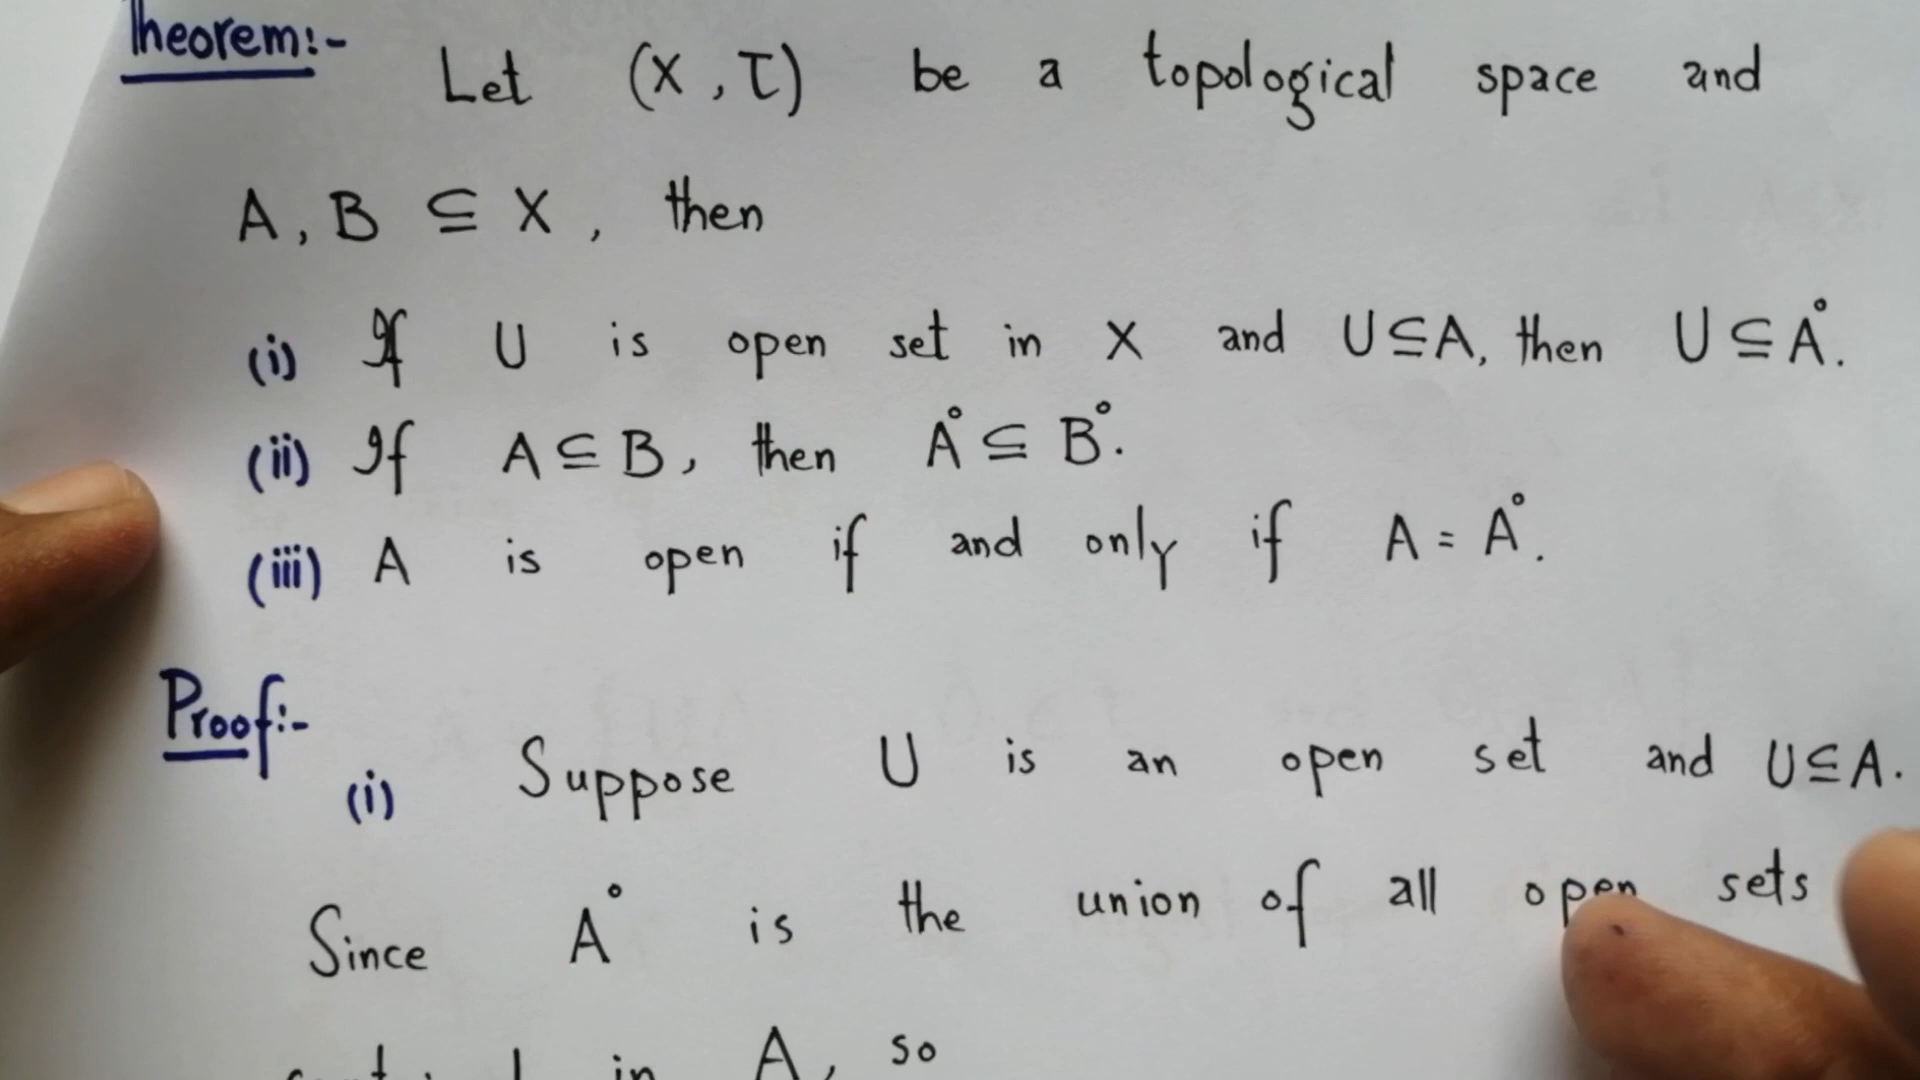 Theorem:- Let (X, τ) be a topological space and
A, B ⊆ X, then
(i) If U is open set in X and U⊆A, then U ⊆ A°.
(ii) If A⊆B, then A° ⊆ B°.
(iii) A is open if and only if A = A°.
Proof:-
(i) Suppose U is an open set and U⊆A.
Since A° is the union of all open sets
in A, so